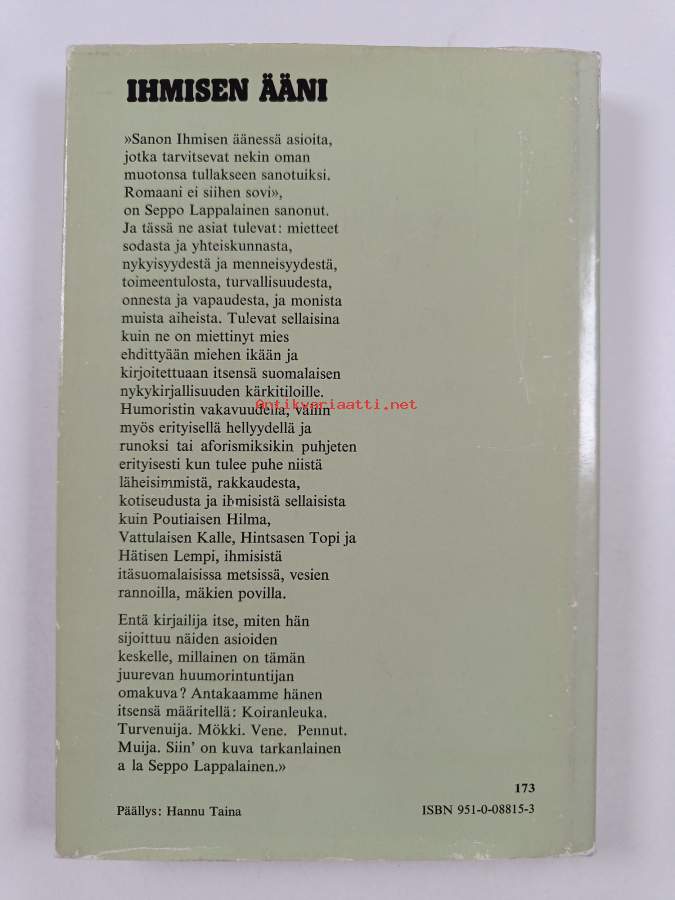 IHMISEN ÄÄNI
»Sanon Ihmisen äänessä asioita,
jotka tarvitsevat nekin oman
muotonsa tullakseen sanotuiksi.
Romaani ei siihen sovi»,
on Seppo Lappalainen sanonut.
Ja tässä ne asiat tulevat: mietteet
sodasta ja yhteiskunnasta,
nykyisyydestä ja menneisyydestä,
toimeentulosta, turvallisuudesta,
onnesta ja vapaudesta, ja monista
muista aiheista. Tulevat sellaisina
kuin ne on miettinyt mies
ehdittyään miehen ikään ja
kirjoitettuaan itsensä suomalaisen
nykykirjallisuuden kärkitiloille.
Antikvariaatti.net
Humoristin vakavuudella, väliin
myös erityisellä hellyydellä ja
runoksi tai aforismiksikin puhjeten
erityisesti kun tulee puhe niistä
läheisimmistä, rakkaudesta,
kotiseudusta ja ihmisistä sellaisista
kuin Poutiaisen Hilma,
Vattulaisen Kalle, Hintsasen Topi ja
Hätisen Lempi, ihmisistä
itäsuomalaisissa metsissä, vesien
rannoilla, mäkien povilla.
Entä kirjailija itse, miten hän
sijoittuu näiden asioiden
keskelle, millainen on tämän
juurevan huumorintuntijan
omakuva? Antakaamme hänen
itsensä määritellä: Koiranleuka.
Turvenuija. Mökki. Vene. Pennut.
Muija. Siin' on kuva tarkanlainen
a la Seppo Lappalainen.»
173
Päällys: Hannu Taina
ISBN 951-0-08815-3